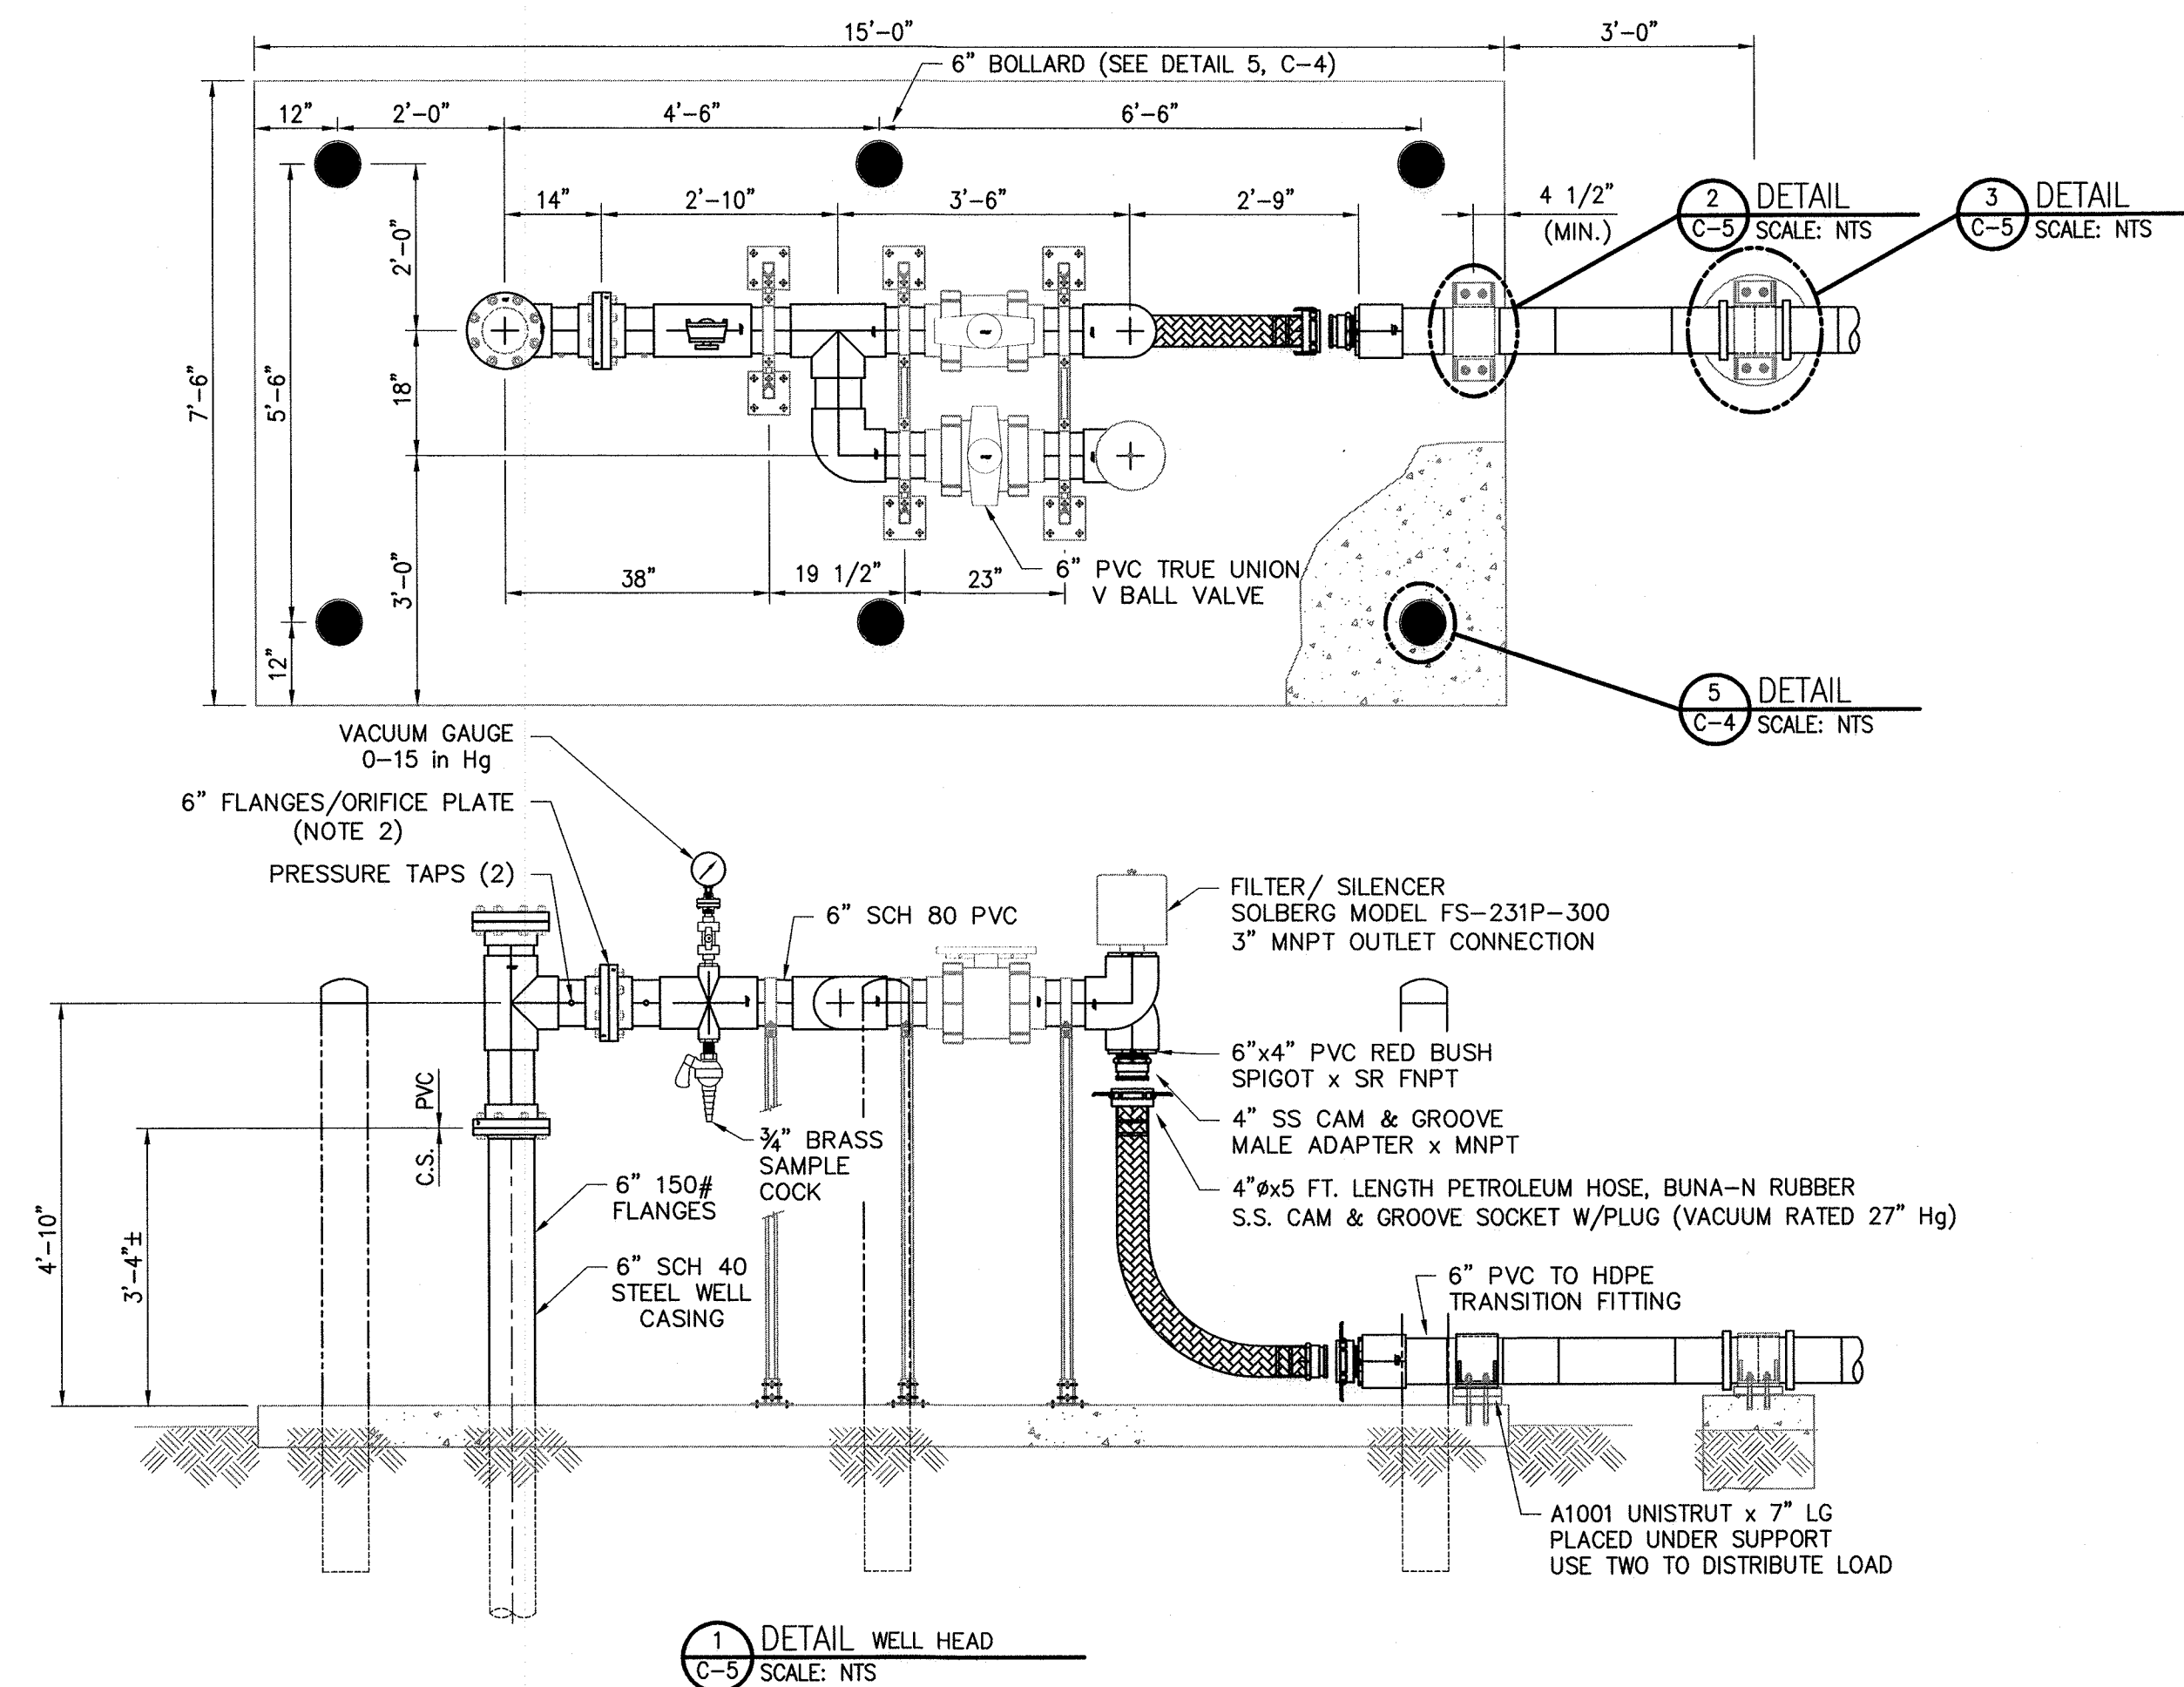 15'-0"
3'-0"
6" BOLLARD (SEE DETAIL 5, C-4)
12"
2'-0"
4'-6"
6'-6"
14"
2'-10"
3'-6"
2'-9"
4 1/2"
(MIN.)
2
C-5
DETAIL
SCALE: NTS
3
C-5
DETAIL
SCALE: NTS
7'-6"
5'-6"
12"
2'-0"
18"
3'-0"
38"
19 1/2"
23"
6" PVC TRUE UNION
V BALL VALVE
5
C-4
DETAIL
SCALE: NTS
VACUUM GAUGE
0-15 in Hg
6" FLANGES/ORIFICE PLATE
(NOTE 2)
PRESSURE TAPS (2)
6" SCH 80 PVC
FILTER/ SILENCER
SOLBERG MODEL FS-231P-300
3" MNPT OUTLET CONNECTION
6"x4" PVC RED BUSH
SPIGOT x SR FNPT
4" SS CAM & GROOVE
MALE ADAPTER x MNPT
4"øx5 FT. LENGTH PETROLEUM HOSE, BUNA-N RUBBER
S.S. CAM & GROOVE SOCKET W/PLUG (VACUUM RATED 27" Hg)
PVC
C.S.
¾" BRASS
SAMPLE
COCK
6" 150#
FLANGES
6" SCH 40
STEEL WELL
CASING
4'-10"
3'-4"±
6" PVC TO HDPE
TRANSITION FITTING
A1001 UNISTRUT x 7" LG
PLACED UNDER SUPPORT
USE TWO TO DISTRIBUTE LOAD
1
C-5
DETAIL WELL HEAD
SCALE: NTS